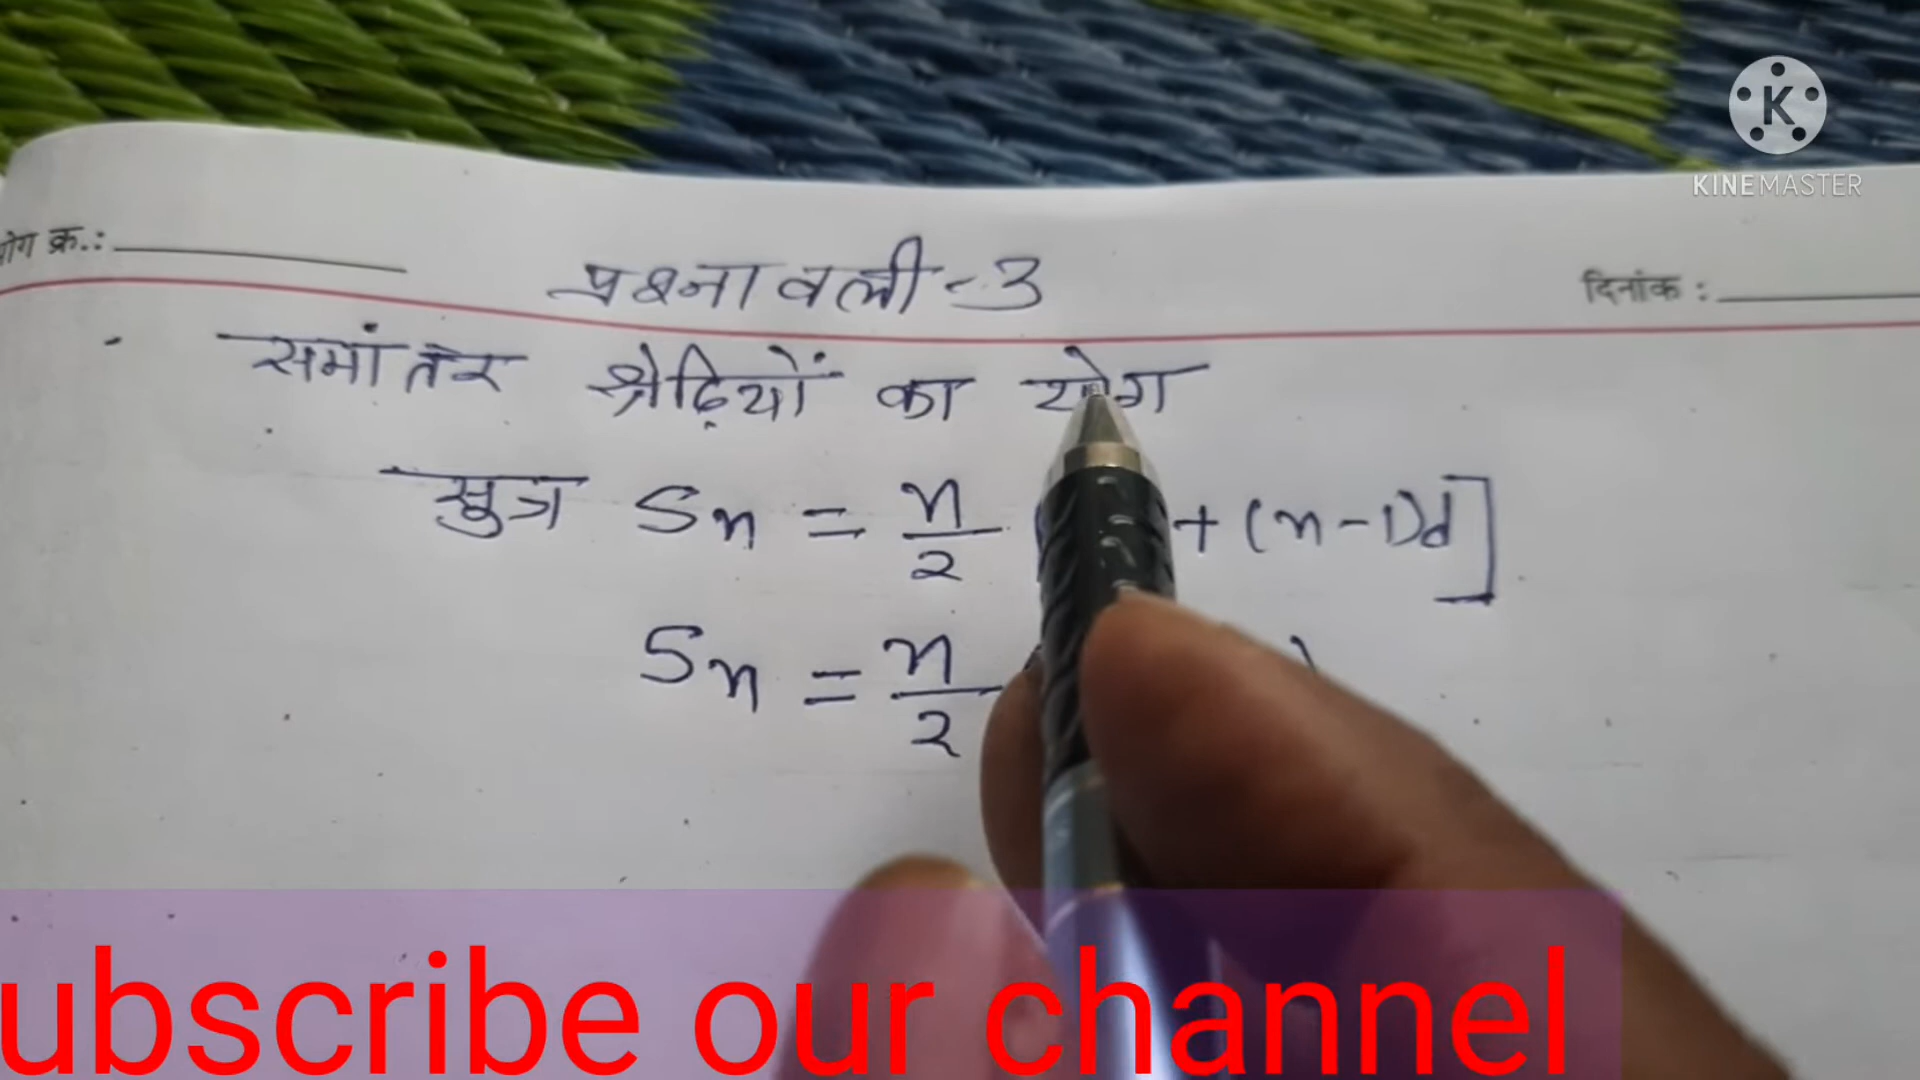 KINEMASTER
योग क्र.:
दिनांक :
प्रश्नावली - 3
समांतर श्रेढ़ियों का योग
सुत्र Sn = n/2 + (n-1)d]
Sn = n/2
ubscribe our channel